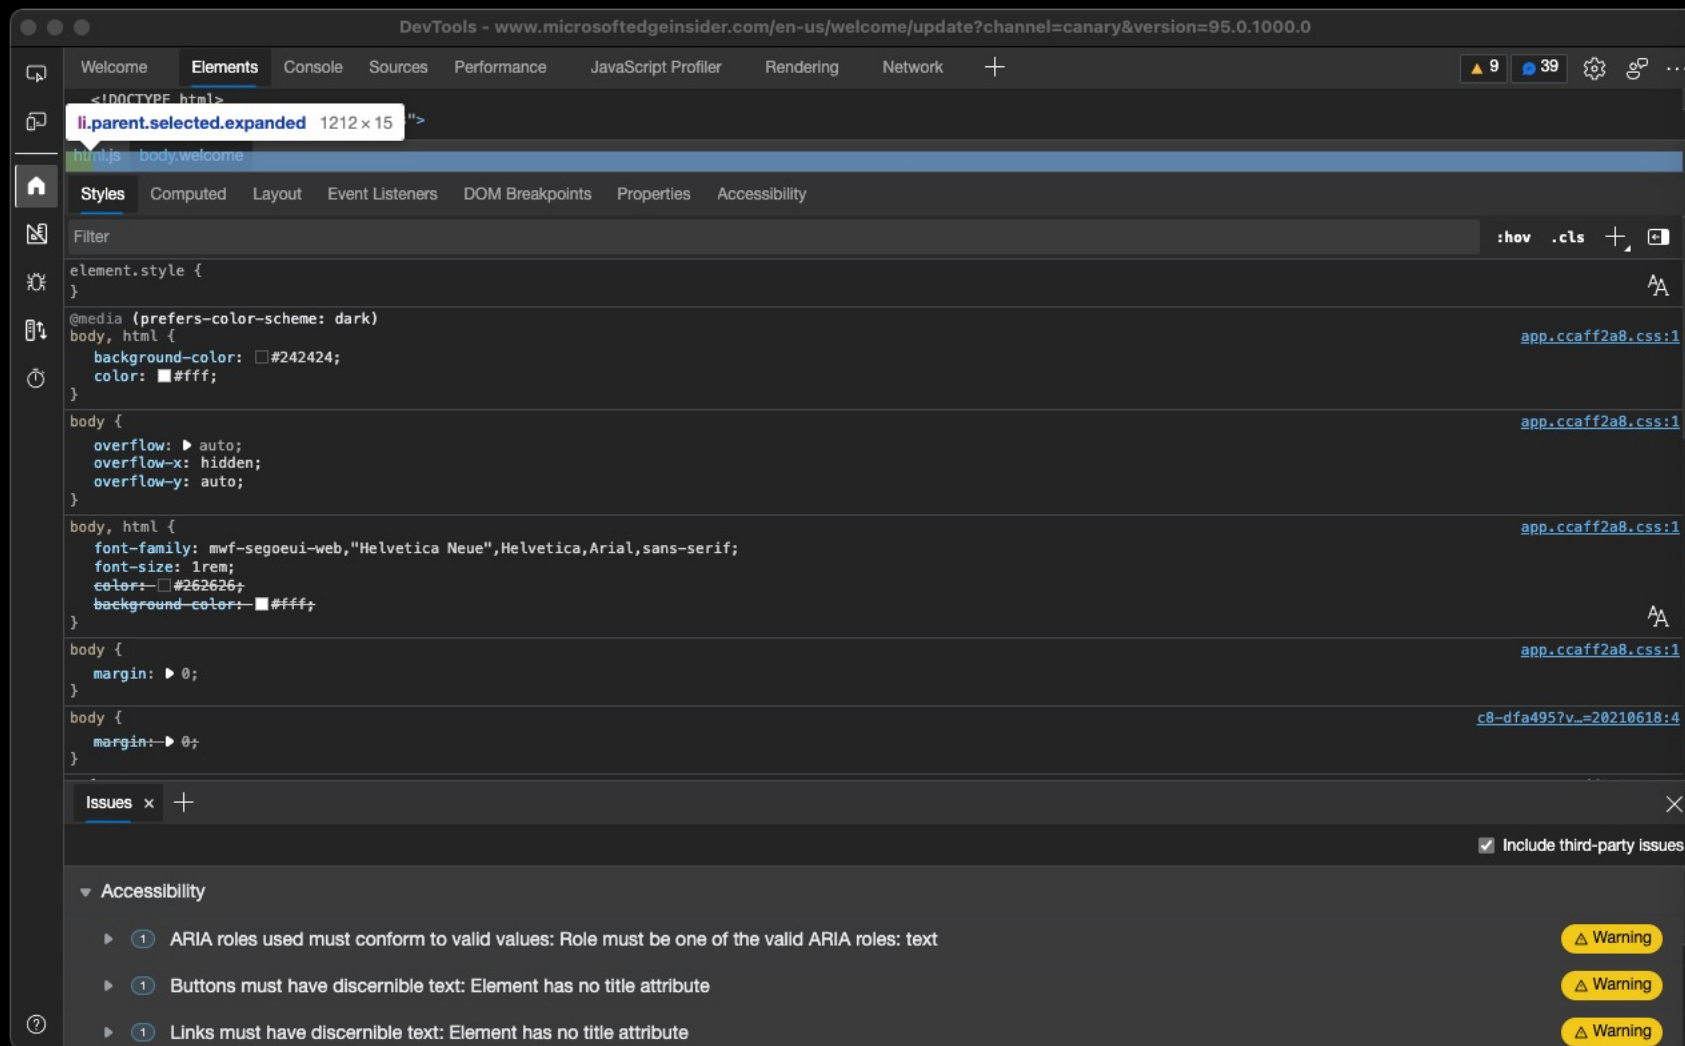 DevTools - www.microsoftedgeinsider.com/en-us/welcome/update?channel=canary&version=95.0.1000.0
Welcome Elements Console Sources Performance JavaScript Profiler Rendering Network 9 39
<!DOCTYPE html>
li.parent.selected.expanded 1212 × 15 ">
html.js body.welcome
Styles Computed Layout Event Listeners DOM Breakpoints Properties Accessibility
Filter :hov .cls
element.style {
}
@media (prefers-color-scheme: dark)
body, html { app.ccaff2a8.css:1
background-color: #242424;
color: #fff;
}
body { app.ccaff2a8.css:1
overflow: auto;
overflow-x: hidden;
overflow-y: auto;
}
body, html { app.ccaff2a8.css:1
font-family: mwf-segoeui-web,"Helvetica Neue",Helvetica,Arial,sans-serif;
font-size: 1rem;
color: #262626;
background-color: #fff;
}
body { app.ccaff2a8.css:1
margin: 0;
}
body { c8-dfa495?v…=20210618:4
margin: 0;
}
Issues ×
Include third-party issues
Accessibility
1 ARIA roles used must conform to valid values: Role must be one of the valid ARIA roles: text Warning
1 Buttons must have discernible text: Element has no title attribute Warning
1 Links must have discernible text: Element has no title attribute Warning